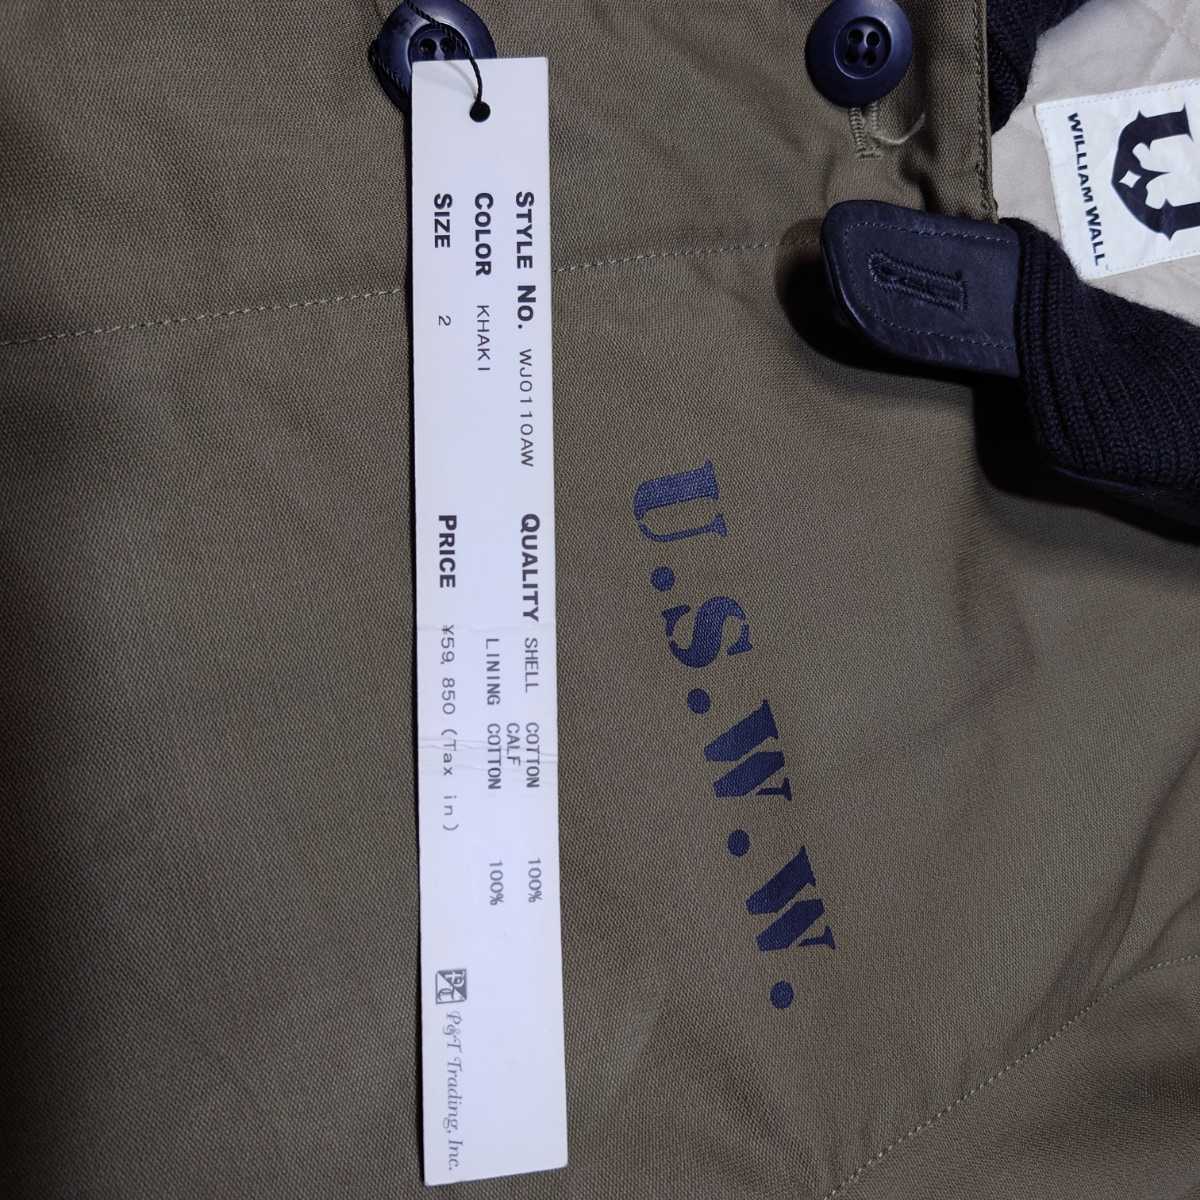 STYLE NO. WJ0110AW
COLOR KHAKI
SIZE 2
QUALITY SHELL COTTON 100%
CALF
LINING COTTON 100%
PRICE ¥59,850 (Tax in)
P&T Trading, Inc.
U.S.W.W.
WILLIAM WALL